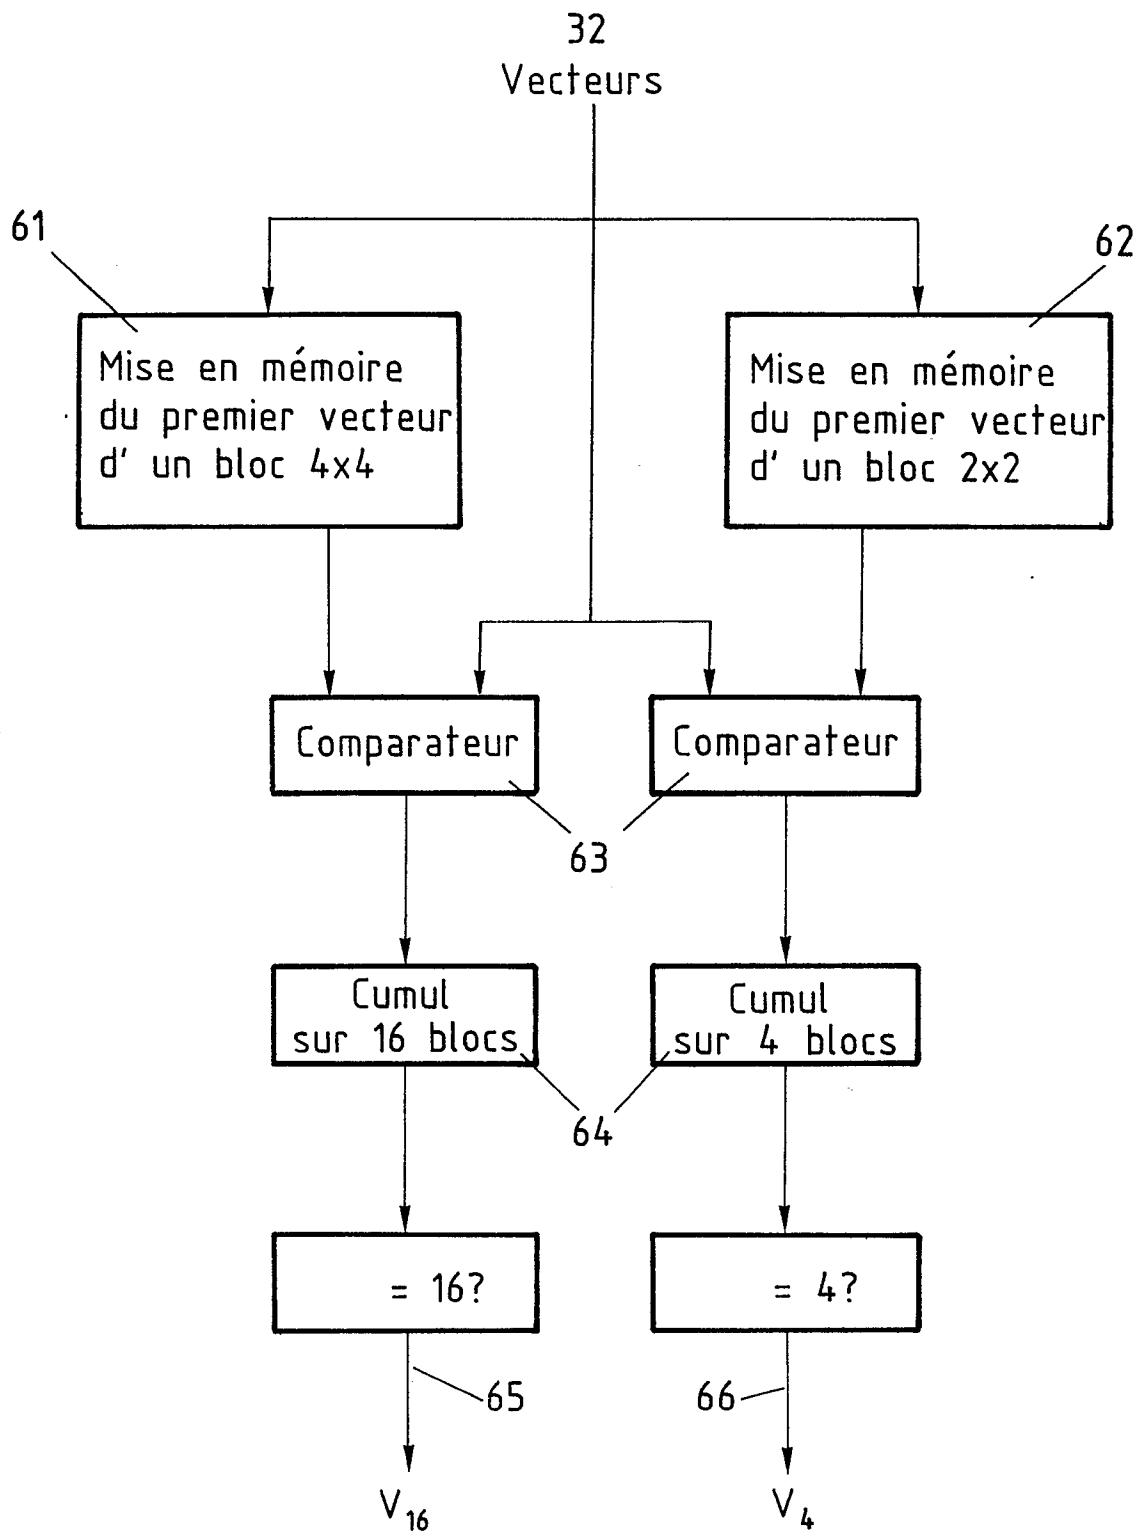 32
Vecteurs
61
62
Mise en mémoire
du premier vecteur
d' un bloc 4x4
Mise en mémoire
du premier vecteur
d' un bloc 2x2
Comparateur
Comparateur
63
Cumul
sur 16 blocs
Cumul
sur 4 blocs
64
= 16?
= 4?
65
66
V₁₆
V₄